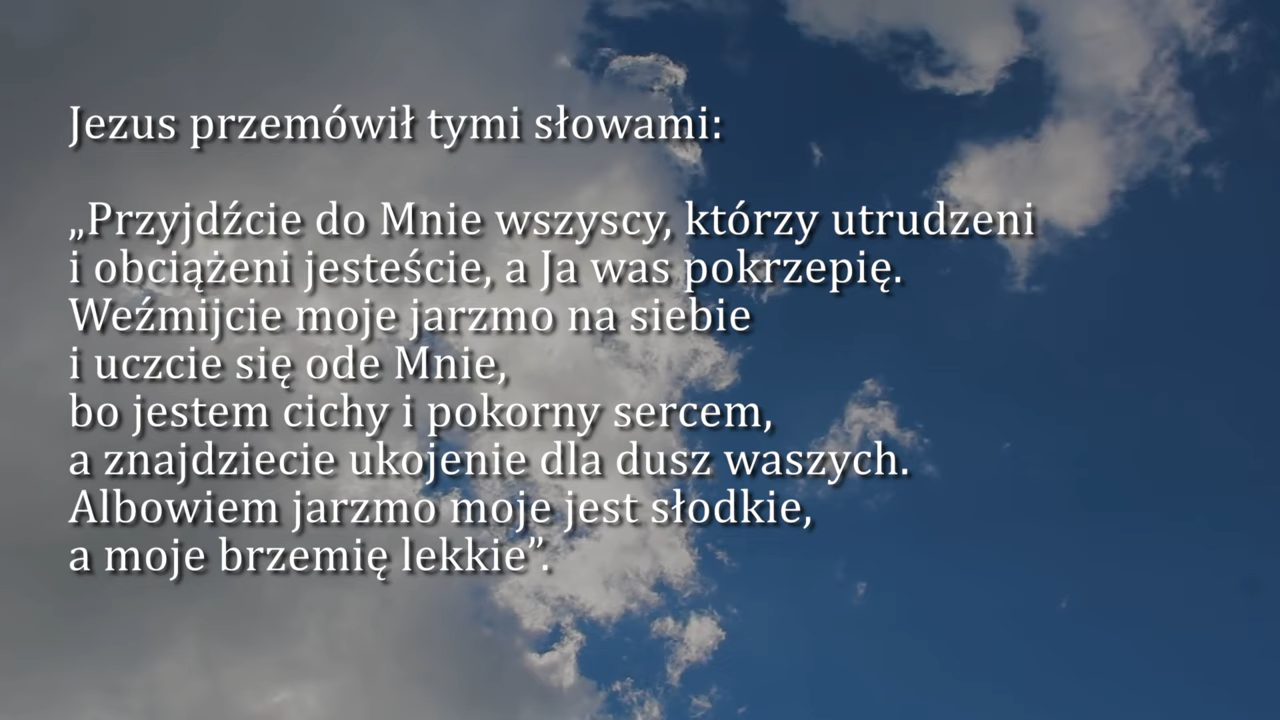 Jezus przemówił tymi słowami:
„Przyjdźcie do Mnie wszyscy, którzy utrudzeni
i obciążeni jesteście, a Ja was pokrzepię.
Weźmijcie moje jarzmo na siebie
i uczcie się ode Mnie,
bo jestem cichy i pokorny sercem,
a znajdziecie ukojenie dla dusz waszych.
Albowiem jarzmo moje jest słodkie,
a moje brzemię lekkie”.